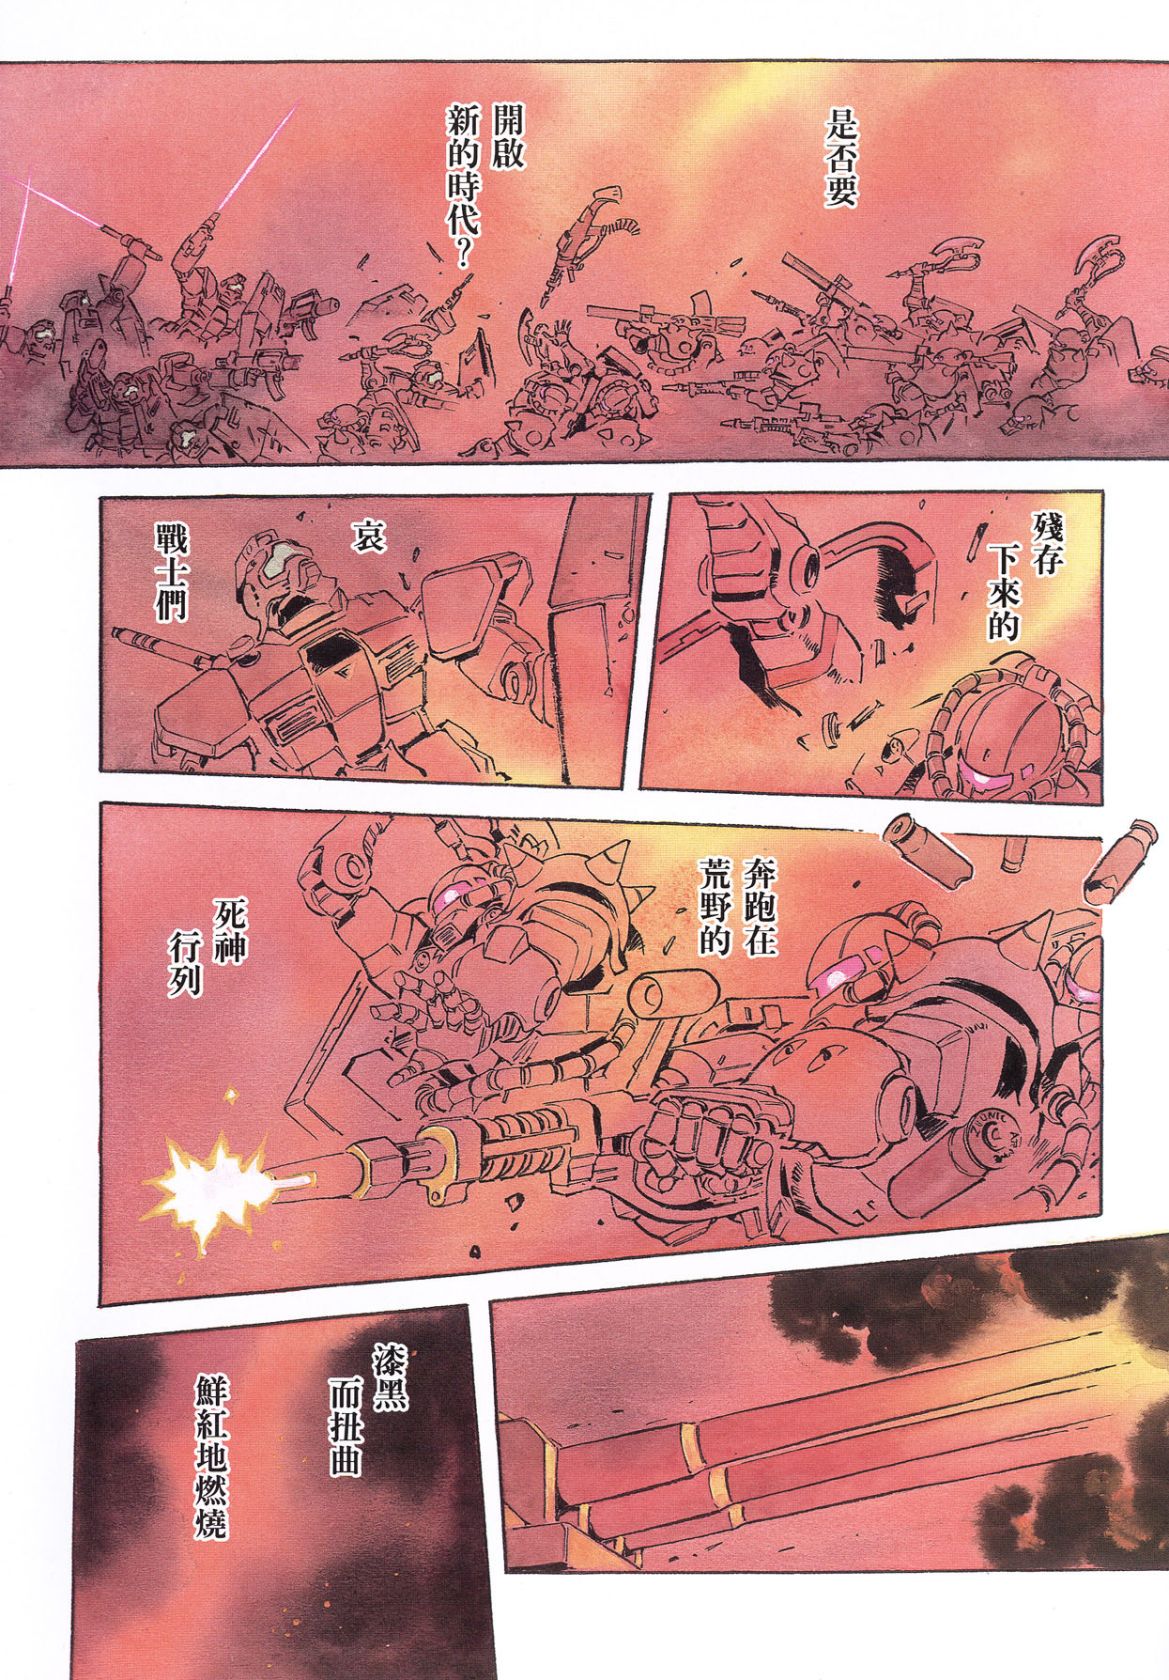 是否要
開啟
新的時代？
殘存
下來的
哀
戰士們
奔跑在
荒野的
死神
行列
漆黑
而扭曲
鮮紅地燃燒